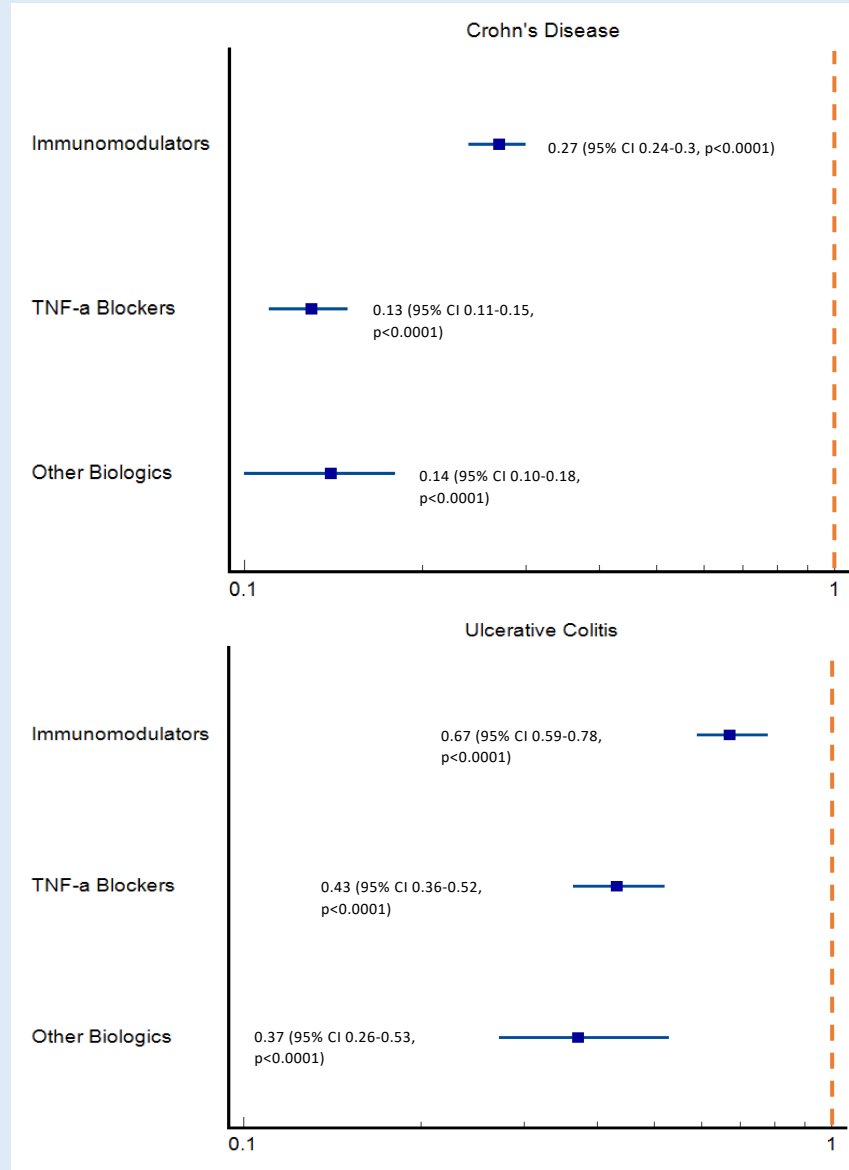 Crohn's Disease
Immunomodulators
0.27 (95% CI 0.24-0.3, p<0.0001)
TNF-a Blockers
0.13 (95% CI 0.11-0.15,
p<0.0001)
Other Biologics
0.14 (95% CI 0.10-0.18,
p<0.0001)
0.1
1
Ulcerative Colitis
Immunomodulators
0.67 (95% CI 0.59-0.78,
p<0.0001)
TNF-a Blockers
0.43 (95% CI 0.36-0.52,
p<0.0001)
Other Biologics
0.37 (95% CI 0.26-0.53,
p<0.0001)
0.1
1